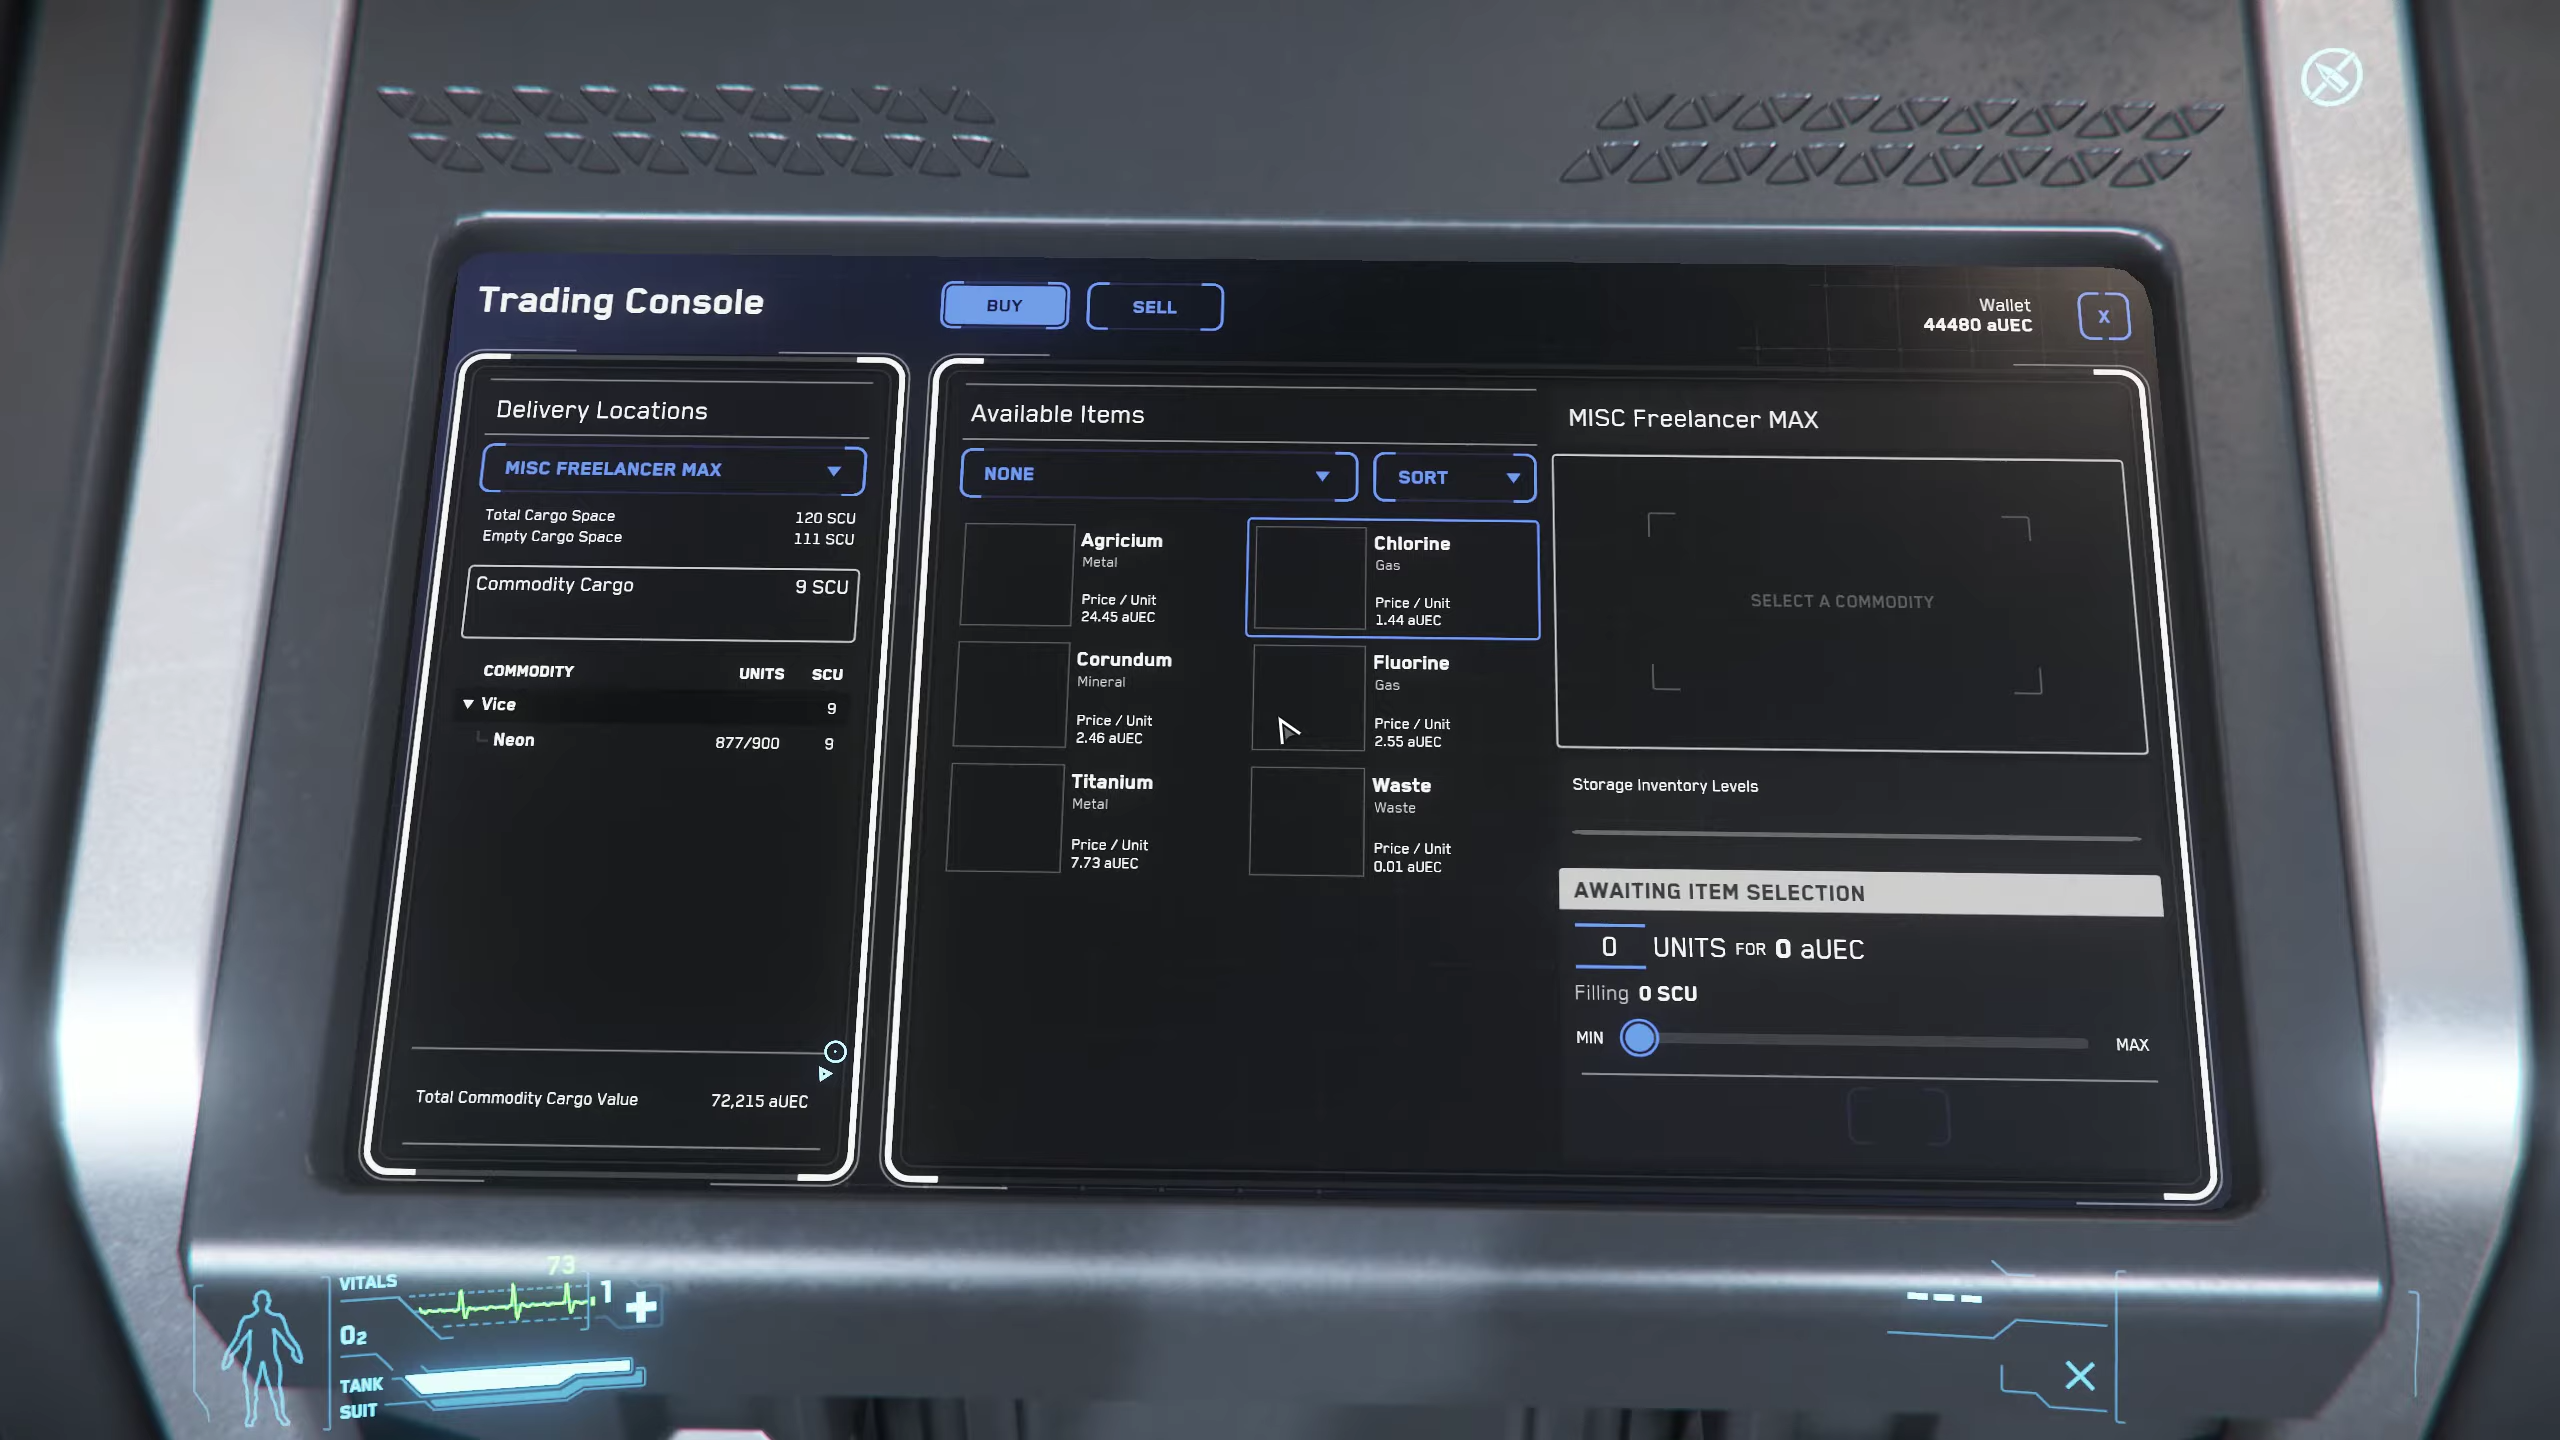 Trading Console
BUY
SELL
Wallet
44480 aUEC
X
Delivery Locations
MISC FREELANCER MAX
Total Cargo Space 120 SCU
Empty Cargo Space 111 SCU
Commodity Cargo 9 SCU
COMMODITY UNITS SCU
Vice 9
Neon 877/900 9
Total Commodity Cargo Value 72,215 aUEC
Available Items
NONE
SORT
Agricium
Metal
Price / Unit
24.45 aUEC
Chlorine
Gas
Price / Unit
1.44 aUEC
Corundum
Mineral
Price / Unit
2.46 aUEC
Fluorine
Gas
Price / Unit
2.55 aUEC
Titanium
Metal
Price / Unit
7.73 aUEC
Waste
Waste
Price / Unit
0.01 aUEC
MISC Freelancer MAX
SELECT A COMMODITY
Storage Inventory Levels
AWAITING ITEM SELECTION
0 UNITS FOR 0 aUEC
Filling 0 SCU
MIN
MAX
VITALS
73
1
O2
TANK
SUIT